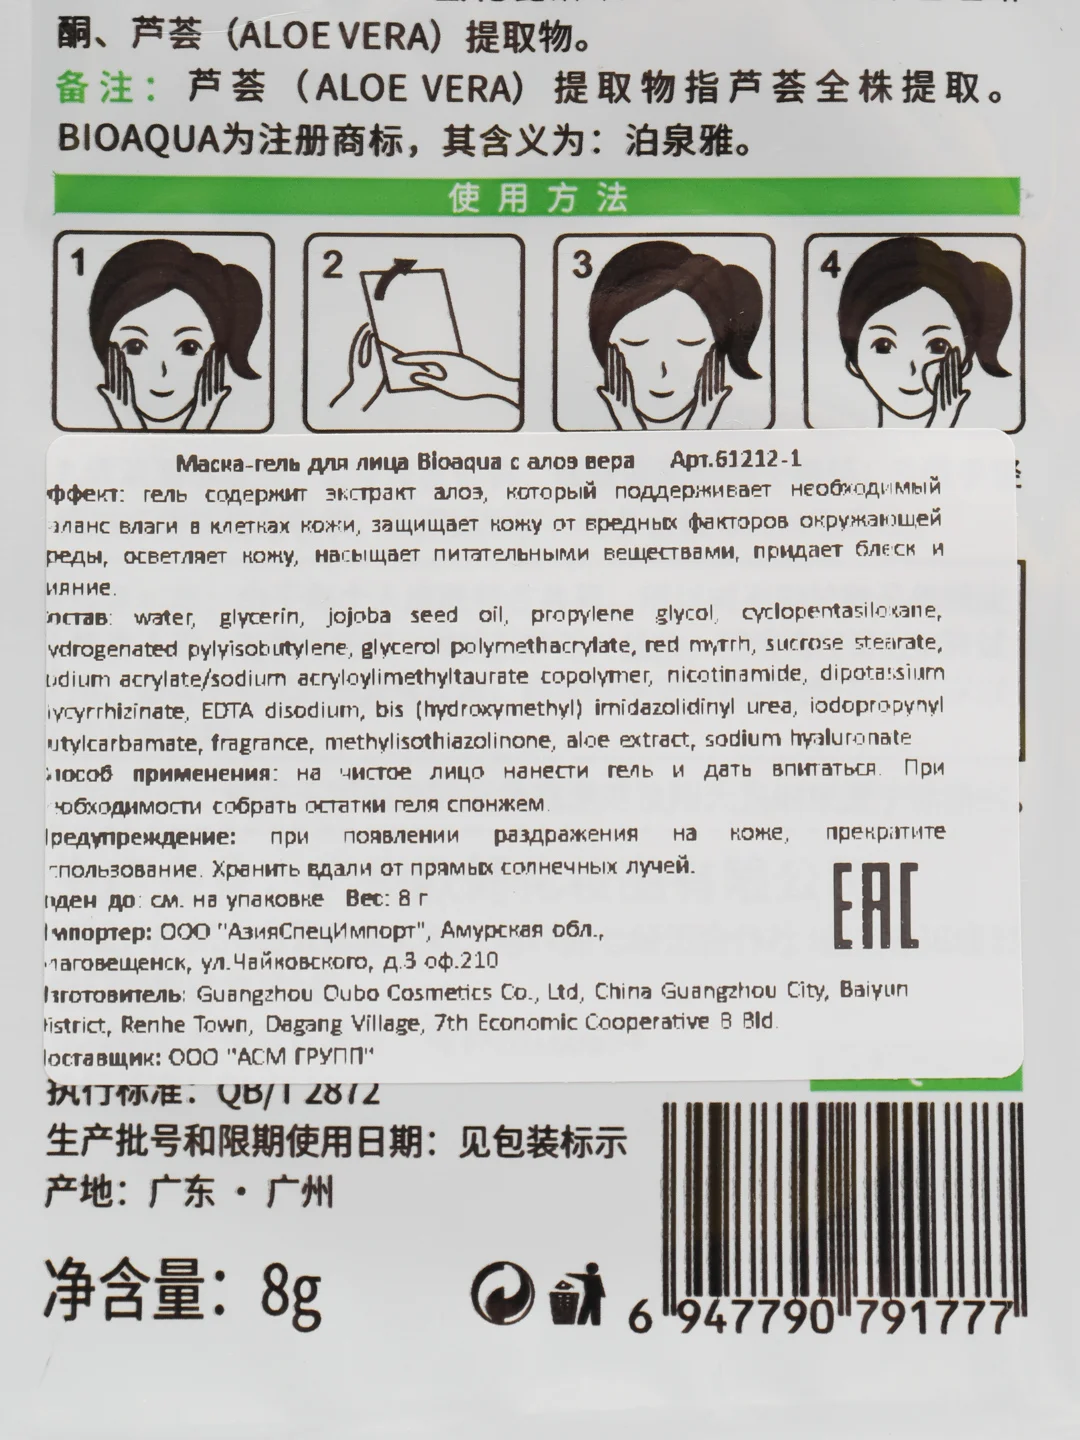 酮、芦荟（ALOE VERA）提取物。
备注：芦荟（ALOE VERA）提取物指芦荟全株提取。
BIOAQUA为注册商标，其含义为：泊泉雅。
使用方法
1 2 3 4
Маска-гель для лица Bioaqua с алоэ вера Арт.61212-1
ффект: гель содержит экстракт алоэ, который поддерживает необходимый
аланс влаги в клетках кожи, защищает кожу от вредных факторов окружающей
реды, осветляет кожу, насыщает питательными веществами, придает блеск и
ияние.
остав: water, glycerin, jojoba seed oil, propylene glycol, cyclopentasiloxane,
ydrogenated pylyisobutylene, glycerol polymethacrylate, red myrrh, sucrose stearate,
odium acrylate/sodium acryloylimethyltaurate copolymer, nicotinamide, dipotassium
lycyrrhizinate, EDTA disodium, bis (hydroxymethyl) imidazolidinyl urea, iodopropynyl
utylcarbamate, fragrance, methylisothiazolinone, aloe extract, sodium hyaluronate
пособ применения: на чистое лицо нанести гель и дать впитаться. При
еобходимости собрать остатки геля спонжем.
Предупреждение: при появлении раздражения на коже, прекратите
спользование. Хранить вдали от прямых солнечных лучей.
оден до: см. на упаковке Вес: 8 г
Импортер: ООО "АзияСпецИмпорт", Амурская обл.,
лаговещенск, ул.Чайковского, д.3 оф.210
Изготовитель: Guangzhou Oubo Cosmetics Co., Ltd, China Guangzhou City, Baiyun
istrict, Renhe Town, Dagang Village, 7th Economic Cooperative B Bld.
Поставщик: ООО "АСМ ГРУПП"
EAC
执行标准：QB/T 2872
生产批号和限期使用日期：见包装标示
产地：广东·广州
净含量：8g
6 947790 791777